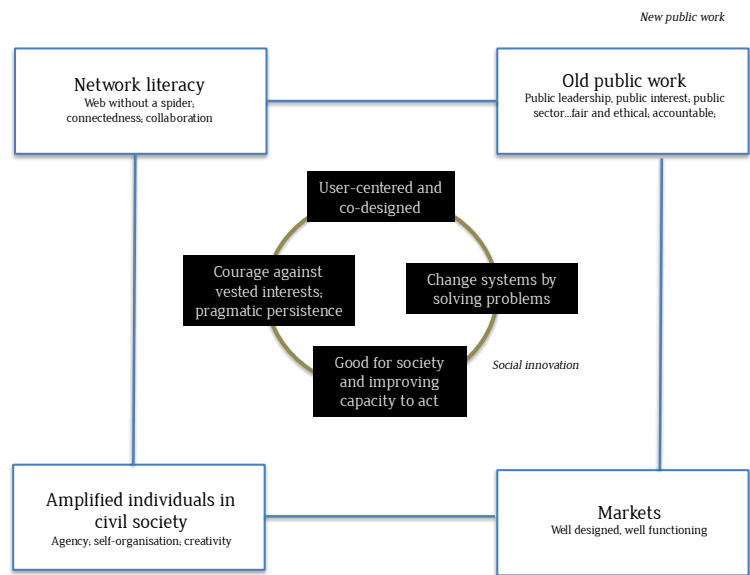 New public work
Network literacy
Web without a spider;
connectedness; collaboration
Old public work
Public leadership, public interest; public
sector...fair and ethical; accountable;
User-centered and
co-designed
Courage against
vested interests;
pragmatic persistence
Change systems by
solving problems
Good for society
and improving
capacity to act
Social innovation
Amplified individuals in
civil society
Agency; self-organisation; creativity
Markets
Well designed, well functioning